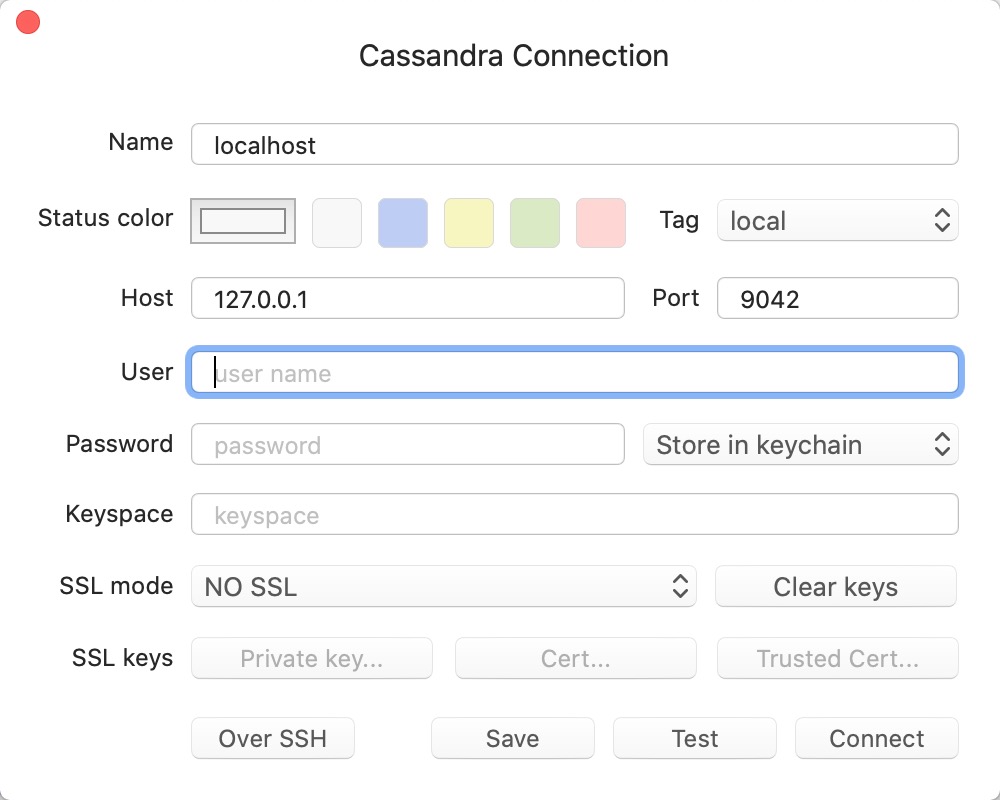 Cassandra Connection
Name localhost
Status color Tag local
Host 127.0.0.1 Port 9042
User user name
Password password Store in keychain
Keyspace keyspace
SSL mode NO SSL Clear keys
SSL keys Private key... Cert... Trusted Cert...
Over SSH Save Test Connect